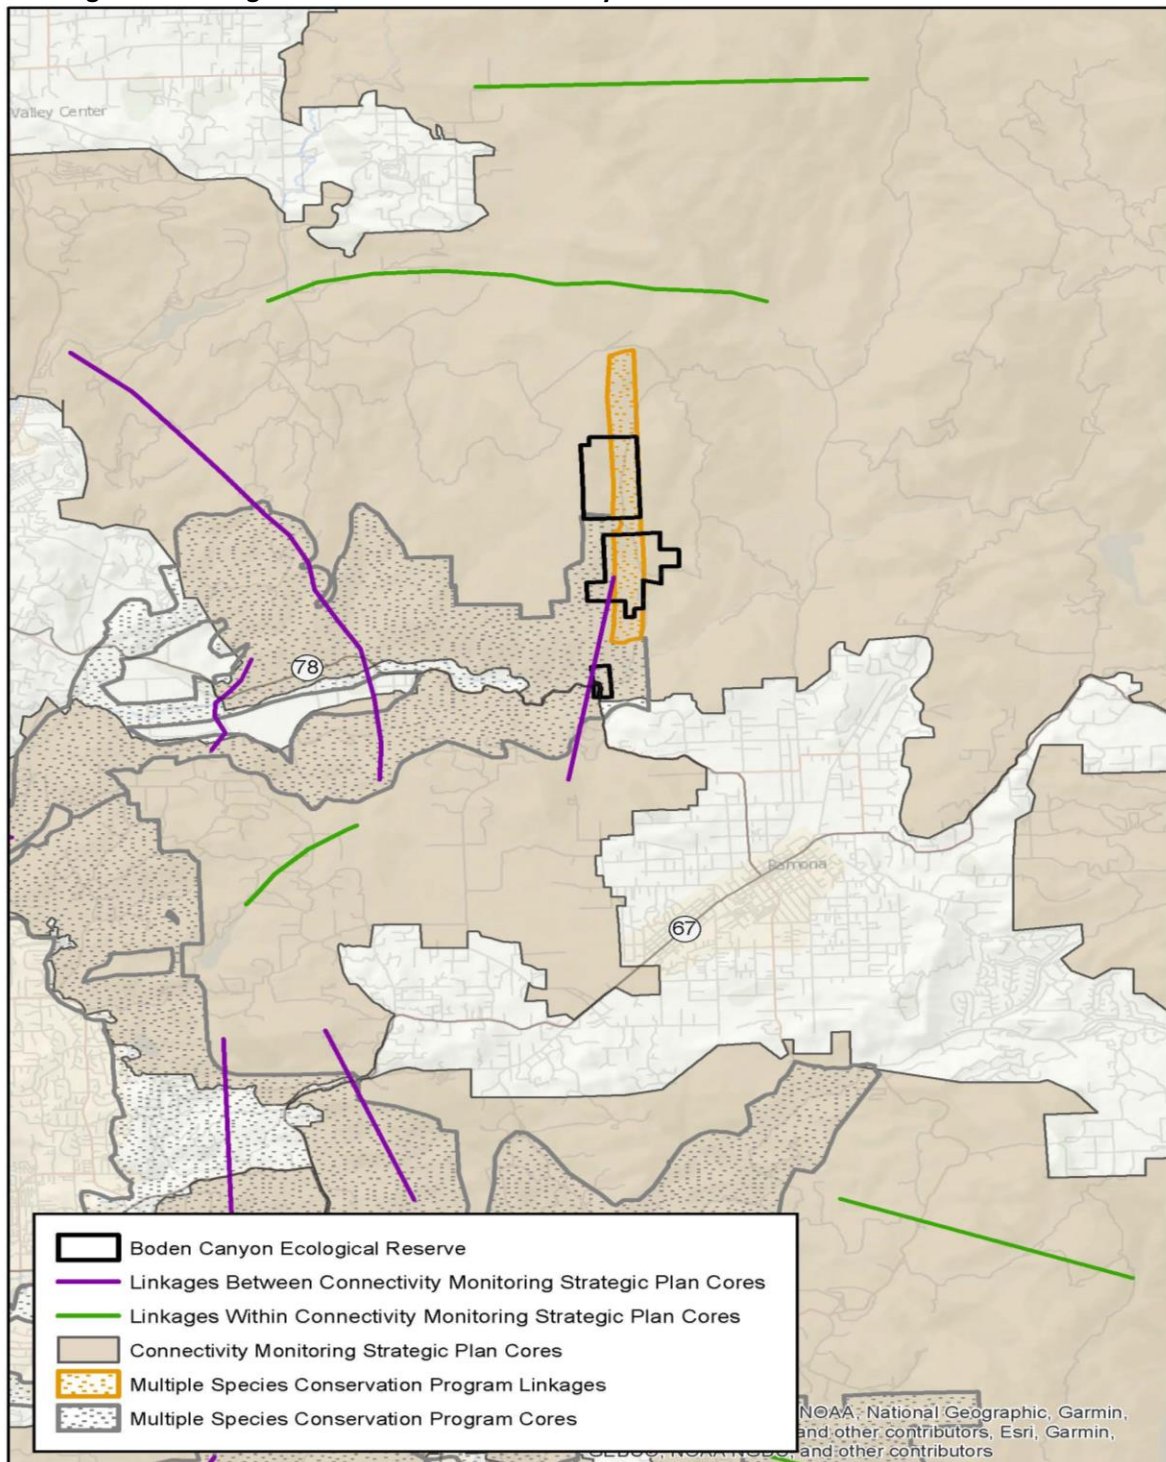 Valley Center
78
Ramona
67
Boden Canyon Ecological Reserve
Linkages Between Connectivity Monitoring Strategic Plan Cores
Linkages Within Connectivity Monitoring Strategic Plan Cores
Connectivity Monitoring Strategic Plan Cores
Multiple Species Conservation Program Linkages
Multiple Species Conservation Program Cores
NOAA, National Geographic, Garmin,
and other contributors, Esri, Garmin,
and other contributors